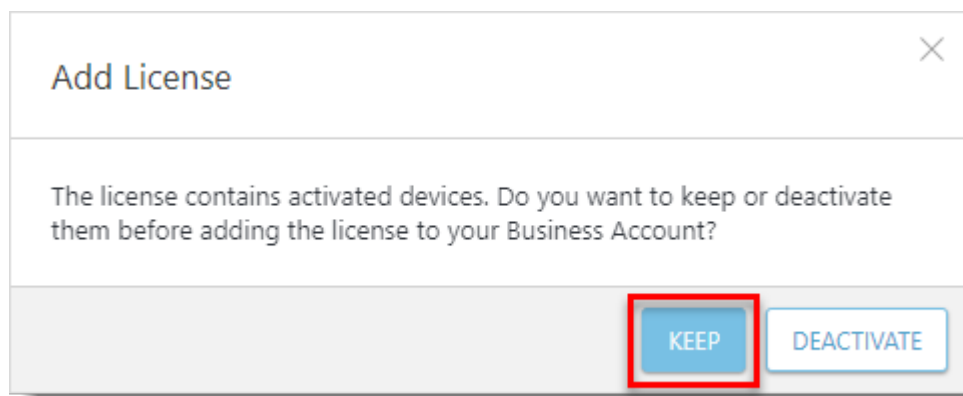 Add License
The license contains activated devices. Do you want to keep or deactivate
them before adding the license to your Business Account?
KEEP
DEACTIVATE